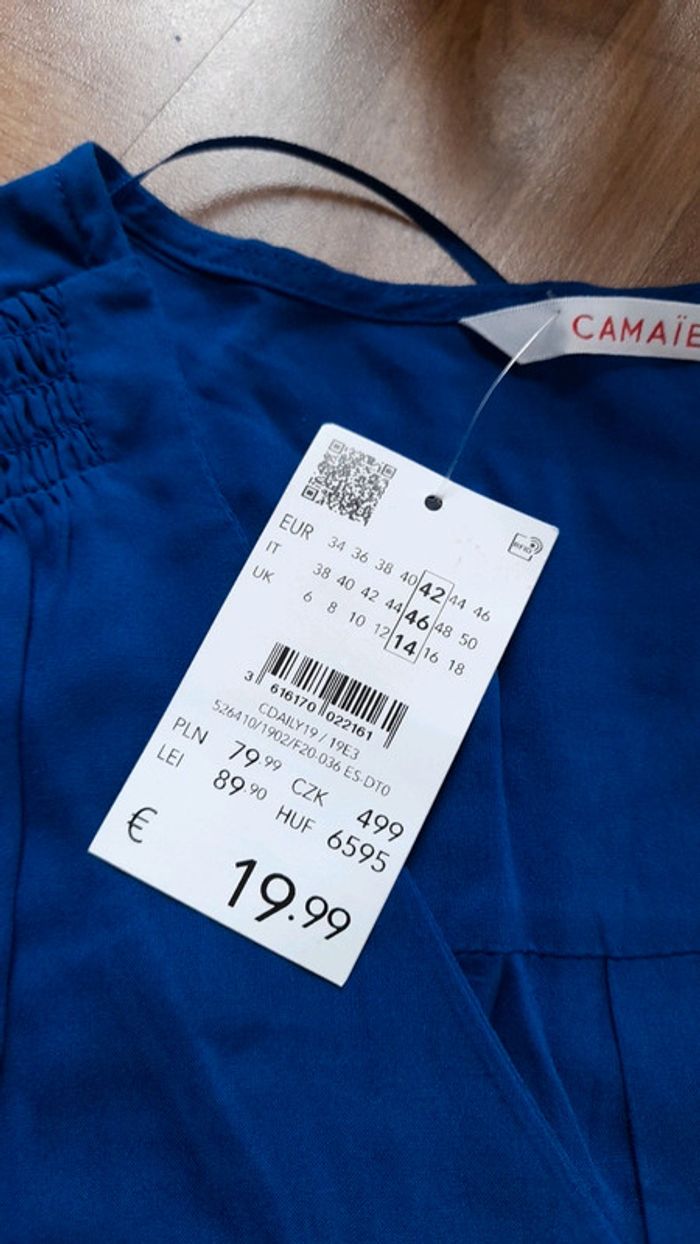 CAMAÏE
RFID
EUR 34 36 38 40 42 44 46
IT 38 40 42 44 46 48 50
UK 6 8 10 12 14 16 18
3 616170 022161
CDAILY19 / 19E3
526410/1902/F20-036 ES-DT0
PLN 79.99 CZK 499
LEI 89.90 HUF 6595
€ 19.99